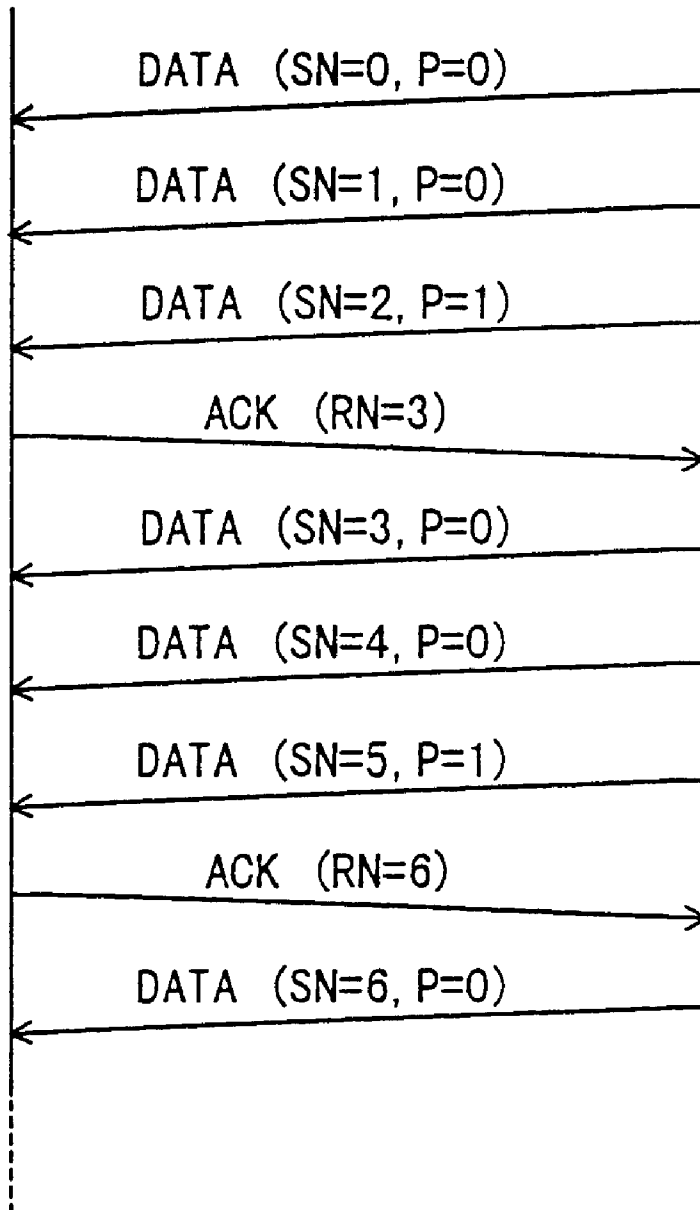 DATA (SN=0, P=0)
DATA (SN=1, P=0)
DATA (SN=2, P=1)
ACK (RN=3)
DATA (SN=3, P=0)
DATA (SN=4, P=0)
DATA (SN=5, P=1)
ACK (RN=6)
DATA (SN=6, P=0)